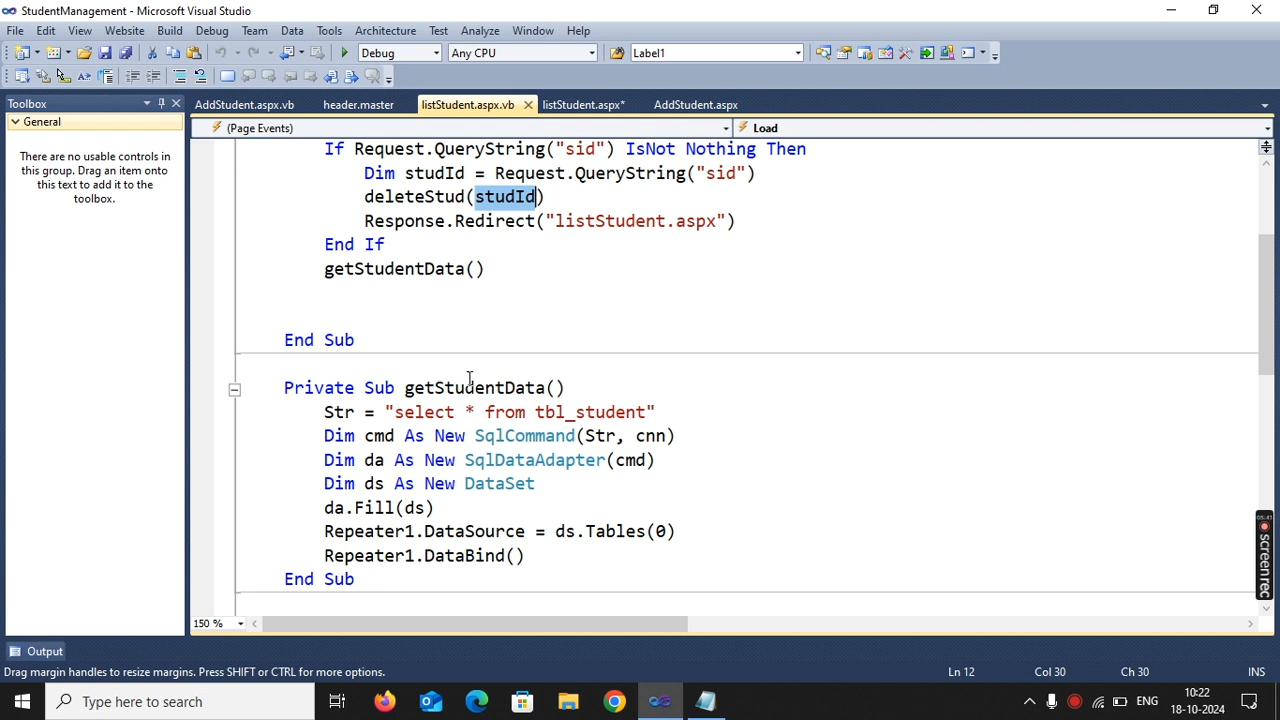 StudentManagement - Microsoft Visual Studio
File Edit View Website Build Debug Team Data Tools Architecture Test Analyze Window Help
Debug Any CPU Label1
Toolbox
General
There are no usable controls in
this group. Drag an item onto
this text to add it to the
toolbox.
AddStudent.aspx.vb header.master listStudent.aspx.vb listStudent.aspx* AddStudent.aspx
(Page Events) Load
If Request.QueryString("sid") IsNot Nothing Then
Dim studId = Request.QueryString("sid")
deleteStud(studId)
Response.Redirect("listStudent.aspx")
End If
getStudentData()
End Sub
Private Sub getStudentData()
Str = "select * from tbl_student"
Dim cmd As New SqlCommand(Str, cnn)
Dim da As New SqlDataAdapter(cmd)
Dim ds As New DataSet
da.Fill(ds)
Repeater1.DataSource = ds.Tables(0)
Repeater1.DataBind()
End Sub
150 %
screen rec
Output
Drag margin handles to resize margins. Press SHIFT or CTRL for more options.
Ln 12 Col 30 Ch 30 INS
Type here to search
ENG
10:22
18-10-2024